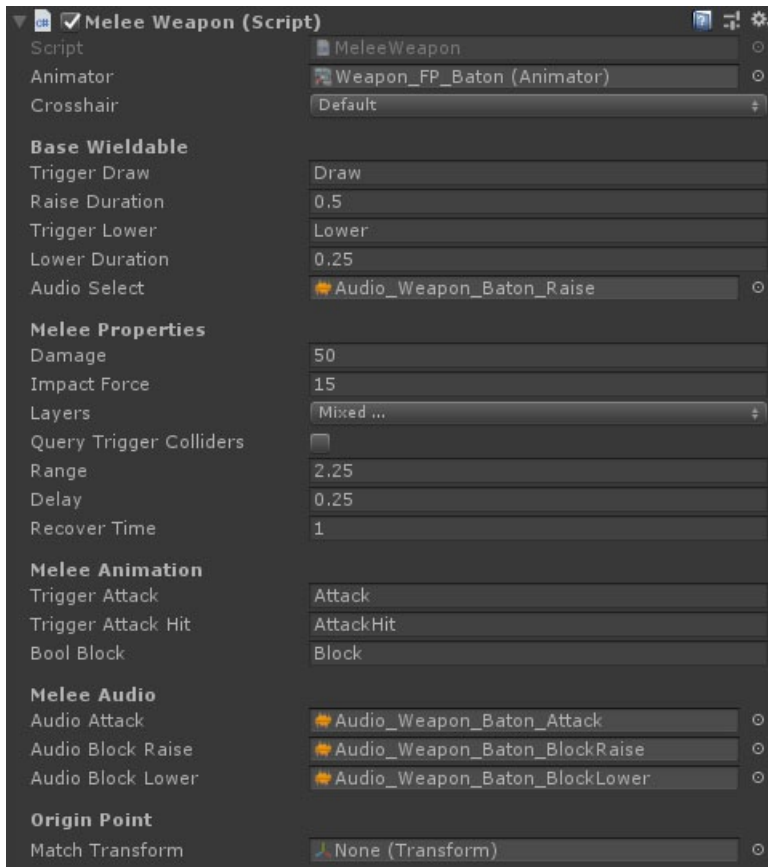 Melee Weapon (Script)
Script MeleeWeapon
Animator Weapon_FP_Baton (Animator)
Crosshair Default
Base Wieldable
Trigger Draw Draw
Raise Duration 0.5
Trigger Lower Lower
Lower Duration 0.25
Audio Select Audio_Weapon_Baton_Raise
Melee Properties
Damage 50
Impact Force 15
Layers Mixed ...
Query Trigger Colliders
Range 2.25
Delay 0.25
Recover Time 1
Melee Animation
Trigger Attack Attack
Trigger Attack Hit AttackHit
Bool Block Block
Melee Audio
Audio Attack Audio_Weapon_Baton_Attack
Audio Block Raise Audio_Weapon_Baton_BlockRaise
Audio Block Lower Audio_Weapon_Baton_BlockLower
Origin Point
Match Transform None (Transform)